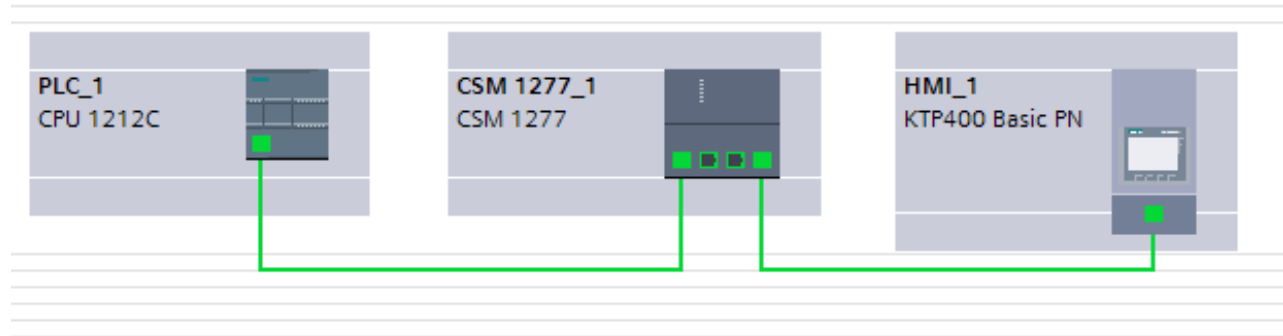 PLC_1
CPU 1212C
CSM 1277_1
CSM 1277
HMI_1
KTP400 Basic PN